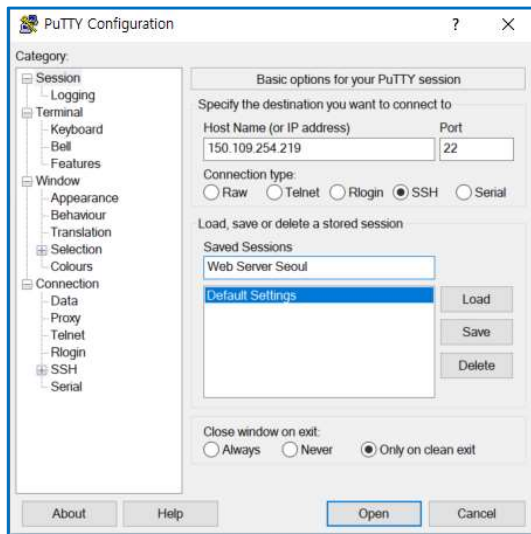 PuTTY Configuration
?
Category:
Session
Logging
Terminal
Keyboard
Bell
Features
Window
Appearance
Behaviour
Translation
Selection
Colours
Connection
Data
Proxy
Telnet
Rlogin
SSH
Serial
Basic options for your PuTTY session
Specify the destination you want to connect to
Host Name (or IP address) Port
150.109.254.219 22
Connection type:
Raw Telnet Rlogin SSH Serial
Load, save or delete a stored session
Saved Sessions
Web Server Seoul
Default Settings
Load
Save
Delete
Close window on exit:
Always Never Only on clean exit
About Help Open Cancel